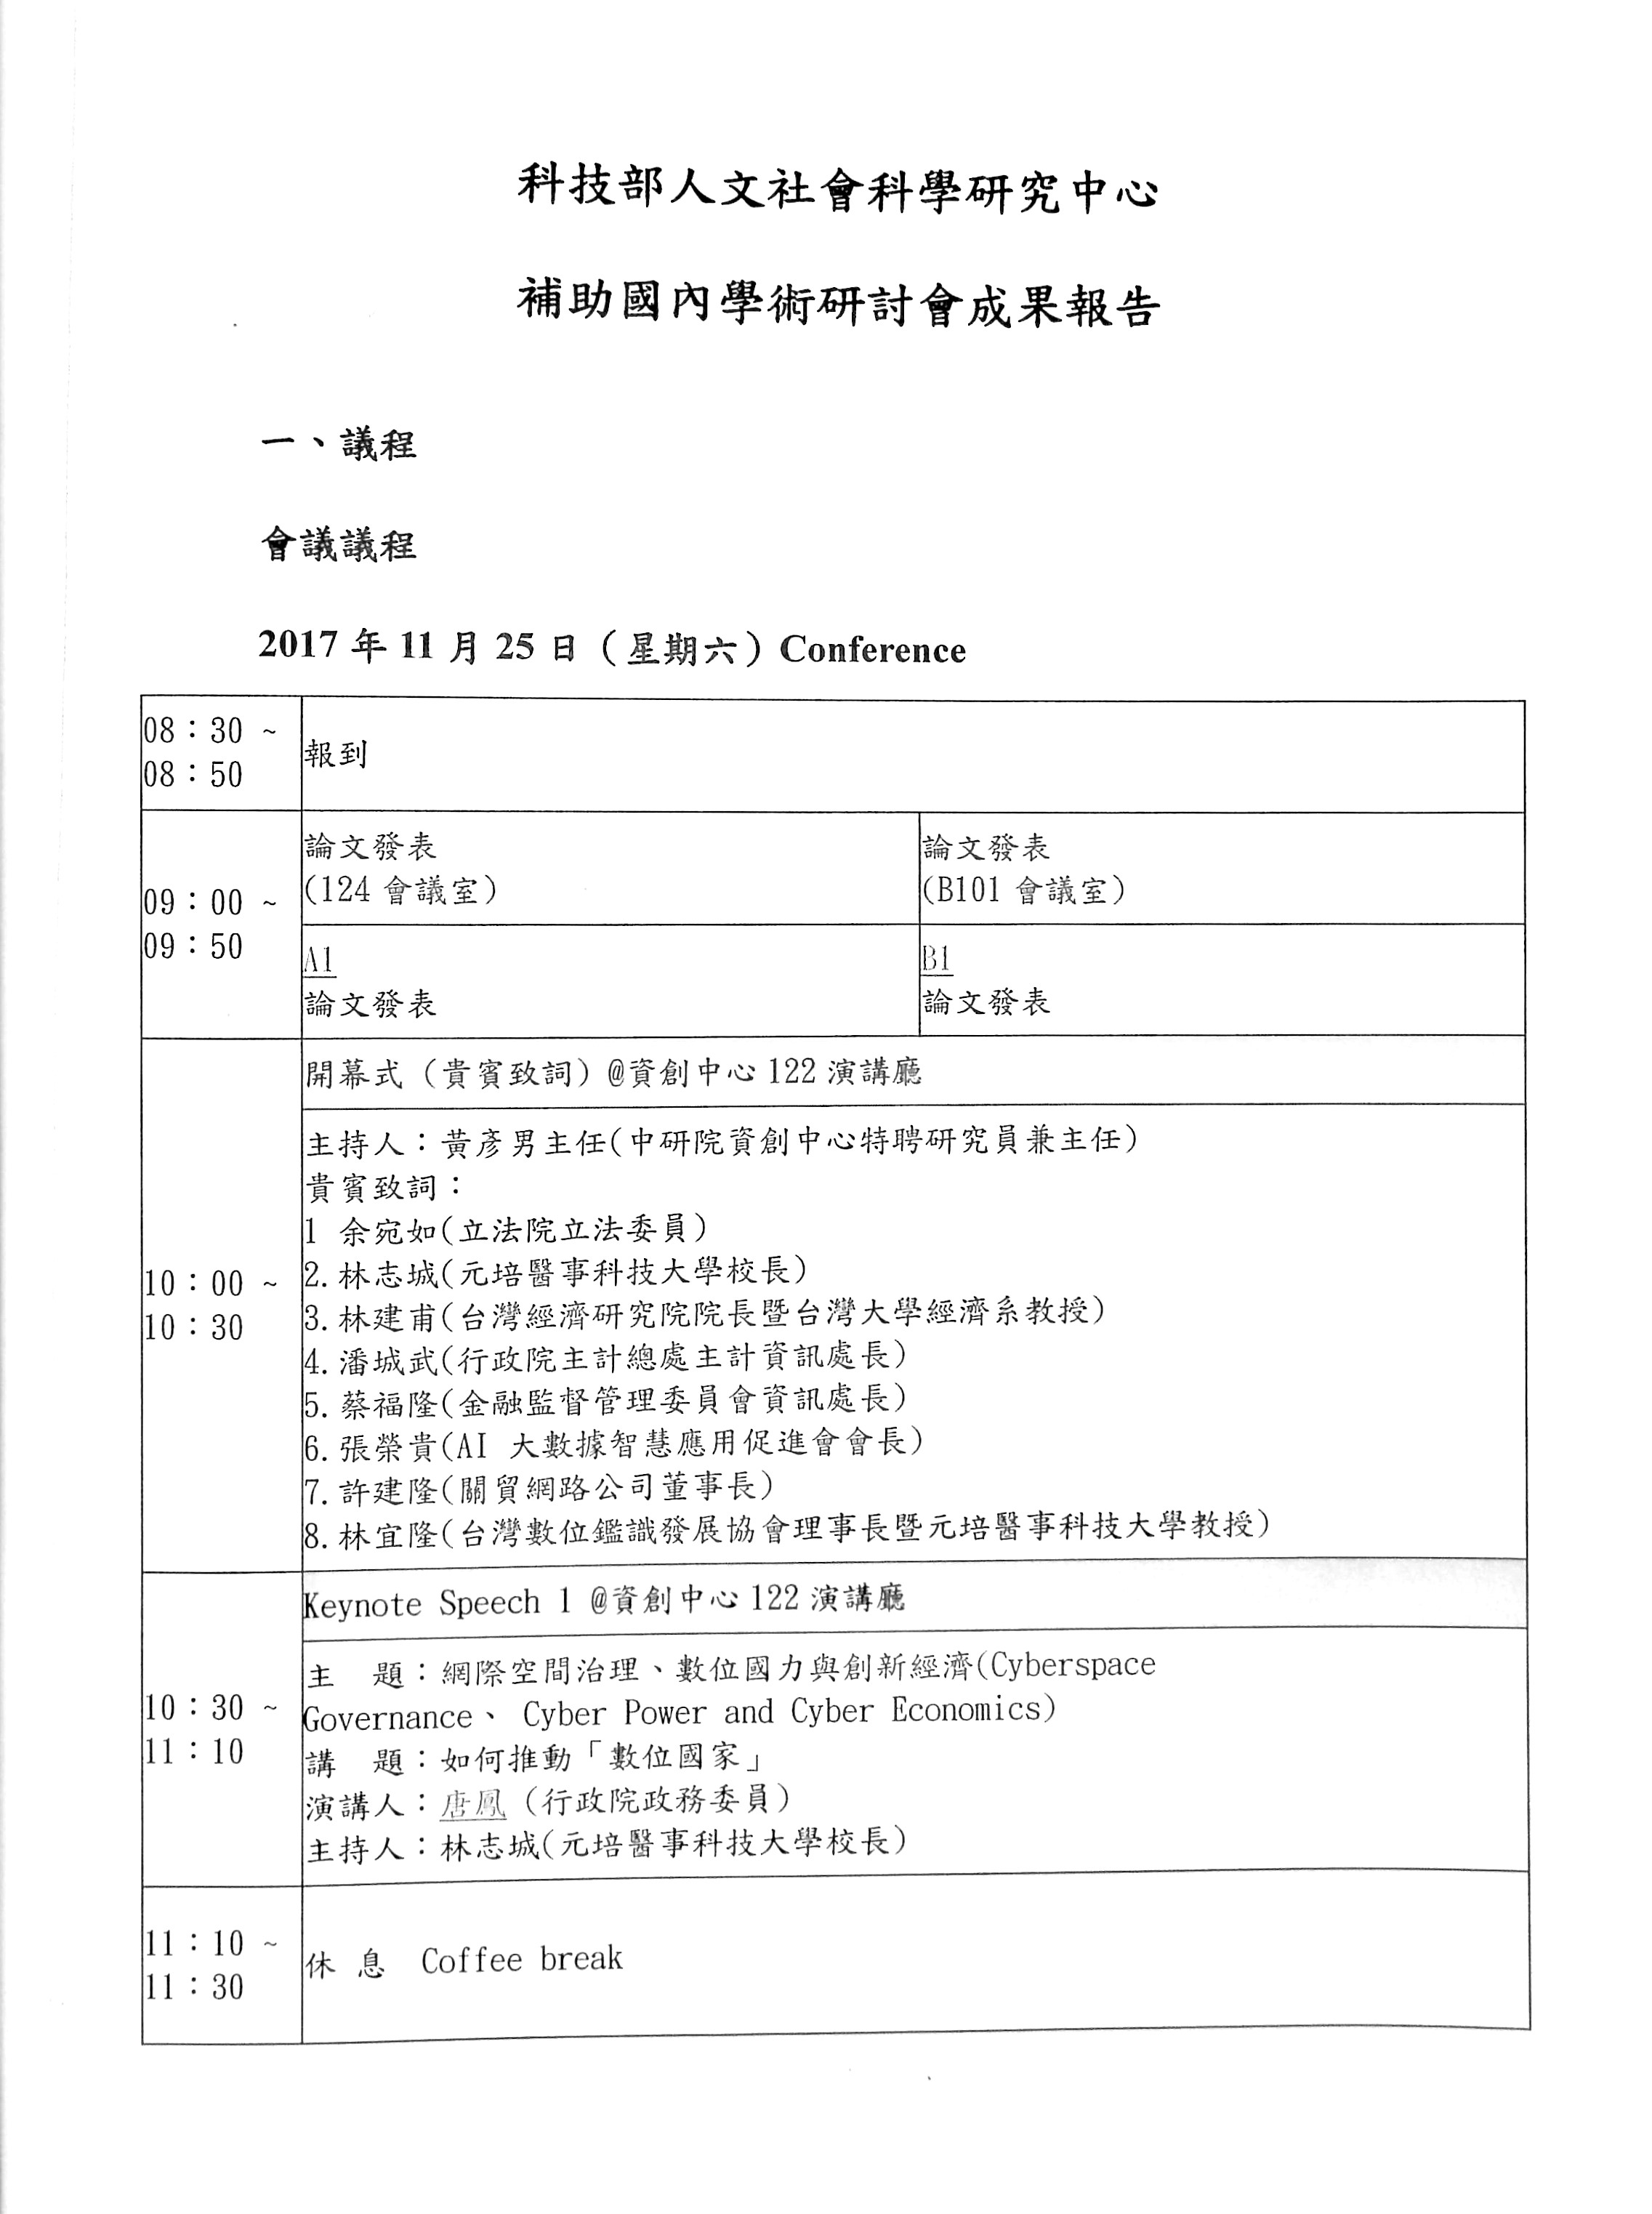 科技部人文社會科學研究中心
補助國內學術研討會成果報告
一、議程
會議議程
2017 年 11 月 25 日（星期六）Conference
08：30 ~
08：50
報到
09：00 ~
09：50
論文發表
(124 會議室)
論文發表
(B101 會議室)
A1
論文發表
B1
論文發表
10：00 ~
10：30
開幕式（貴賓致詞）@資創中心 122 演講廳
主持人：黃彥男主任(中研院資創中心特聘研究員兼主任)
貴賓致詞：
1 余宛如(立法院立法委員)
2.林志城(元培醫事科技大學校長)
3.林建甫(台灣經濟研究院院長暨台灣大學經濟系教授)
4.潘城武(行政院主計總處主計資訊處長)
5.蔡福隆(金融監督管理委員會資訊處長)
6.張榮貴(AI 大數據智慧應用促進會會長)
7.許建隆(關貿網路公司董事長)
8.林宜隆(台灣數位鑑識發展協會理事長暨元培醫事科技大學教授)
10：30 ~
11：10
Keynote Speech 1 @資創中心 122 演講廳
主　題：網際空間治理、數位國力與創新經濟(Cyberspace
Governance、 Cyber Power and Cyber Economics)
講　題：如何推動「數位國家」
演講人：唐鳳（行政院政務委員）
主持人：林志城(元培醫事科技大學校長)
11：10 ~
11：30
休 息　Coffee break